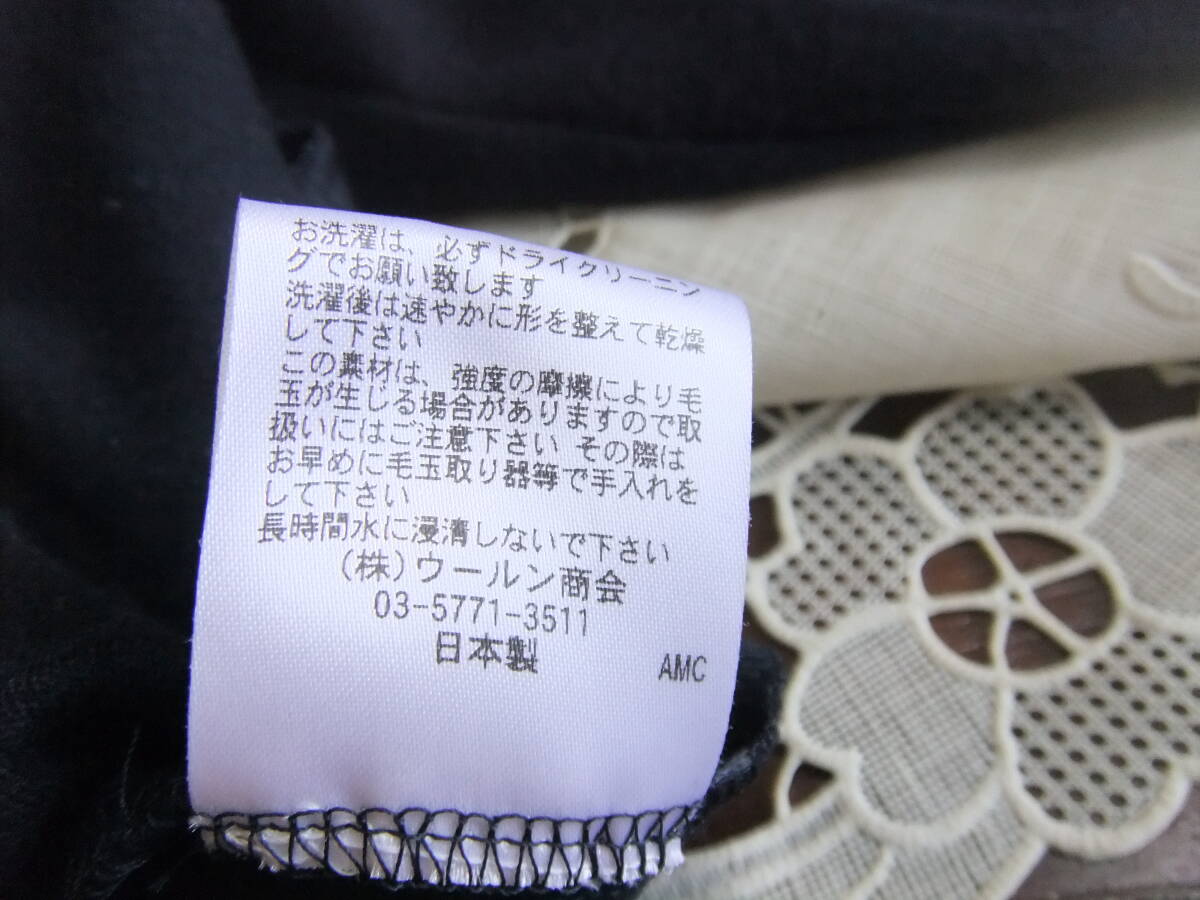 お洗濯は、必ずドライクリーニン
グでお願い致します
洗濯後は速やかに形を整えて乾燥
して下さい
この素材は、強度の摩擦により毛
玉が生じる場合がありますので取
扱いにはご注意下さい その際は
お早めに毛玉取り器等で手入れを
して下さい
長時間水に浸漬しないで下さい
(株)ウールン商会
03-5771-3511
日本製
AMC